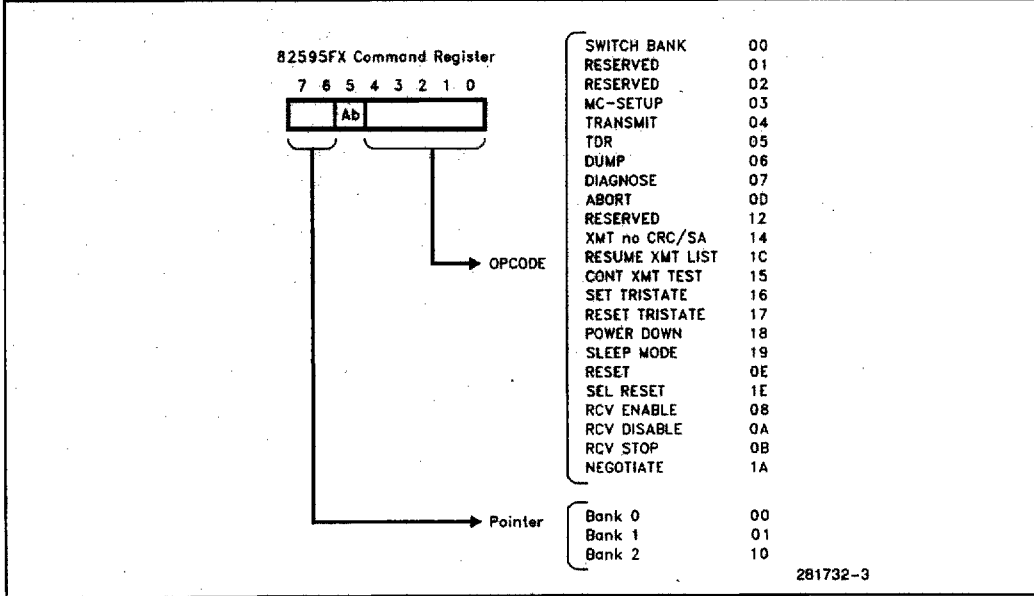 82595FX Command Register
7 6 5 4 3 2 1 0
Ab
OPCODE
SWITCH BANK 00
RESERVED 01
RESERVED 02
MC-SETUP 03
TRANSMIT 04
TDR 05
DUMP 06
DIAGNOSE 07
ABORT 0D
RESERVED 12
XMT no CRC/SA 14
RESUME XMT LIST 1C
CONT XMT TEST 15
SET TRISTATE 16
RESET TRISTATE 17
POWER DOWN 18
SLEEP MODE 19
RESET 0E
SEL RESET 1E
RCV ENABLE 08
RCV DISABLE 0A
RCV STOP 0B
NEGOTIATE 1A
Pointer
Bank 0 00
Bank 1 01
Bank 2 10
281732-3